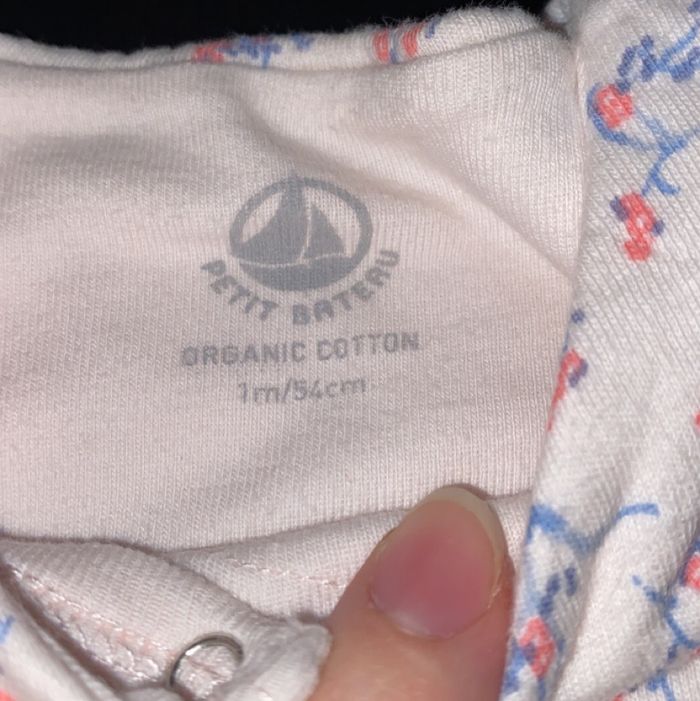 PETIT BATEAU
ORGANIC COTTON
1m/54cm